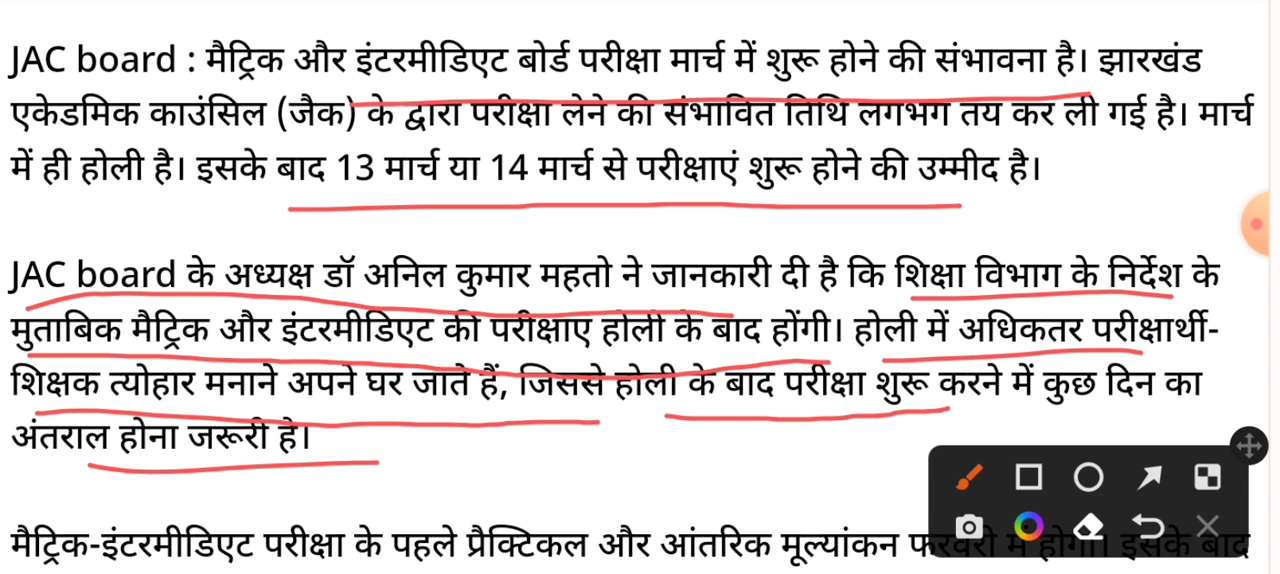 JAC board : मैट्रिक और इंटरमीडिएट बोर्ड परीक्षा मार्च में शुरू होने की संभावना है। झारखंड
एकेडमिक काउंसिल (जैक) के द्वारा परीक्षा लेने की संभावित तिथि लगभग तय कर ली गई है। मार्च
में ही होली है। इसके बाद 13 मार्च या 14 मार्च से परीक्षाएं शुरू होने की उम्मीद है।
JAC board के अध्यक्ष डॉ अनिल कुमार महतो ने जानकारी दी है कि शिक्षा विभाग के निर्देश के
मुताबिक मैट्रिक और इंटरमीडिएट की परीक्षाए होली के बाद होंगी। होली में अधिकतर परीक्षार्थी-
शिक्षक त्योहार मनाने अपने घर जाते हैं, जिससे होली के बाद परीक्षा शुरू करने में कुछ दिन का
अंतराल होना जरूरी है।
मैट्रिक-इंटरमीडिएट परीक्षा के पहले प्रैक्टिकल और आंतरिक मूल्यांकन फरवरी में होगा। इसके बाद